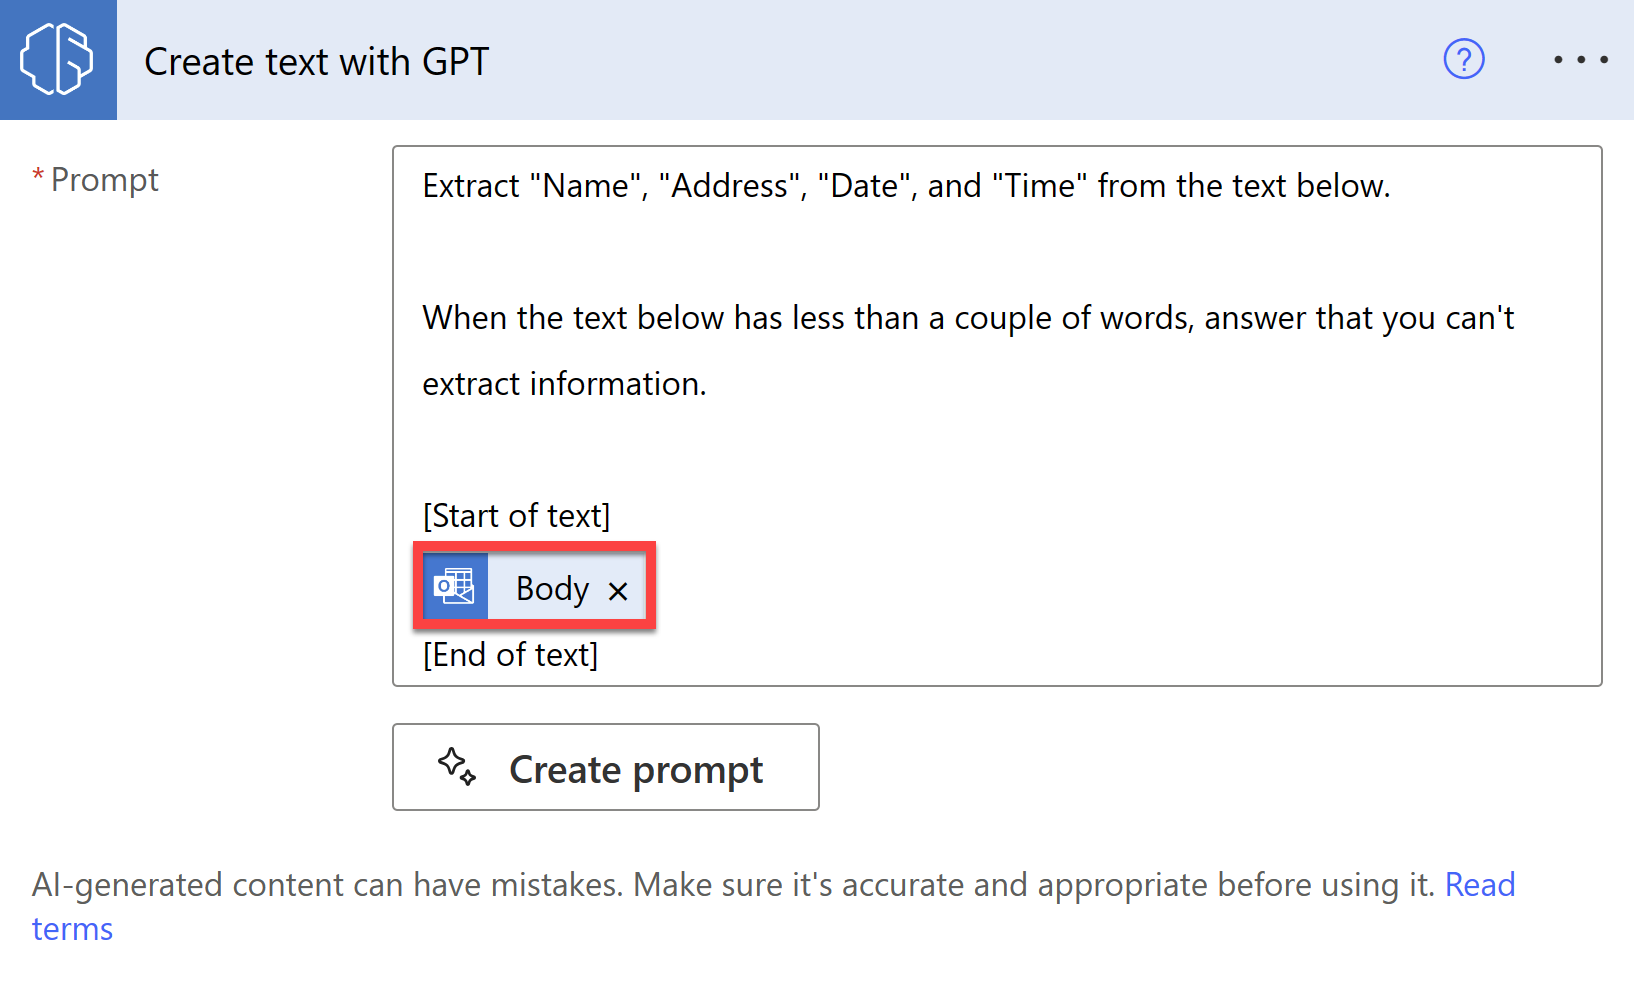 Create text with GPT
* Prompt
Extract "Name", "Address", "Date", and "Time" from the text below.
When the text below has less than a couple of words, answer that you can't
extract information.
[Start of text]
Body ×
[End of text]
Create prompt
AI-generated content can have mistakes. Make sure it's accurate and appropriate before using it. Read
terms